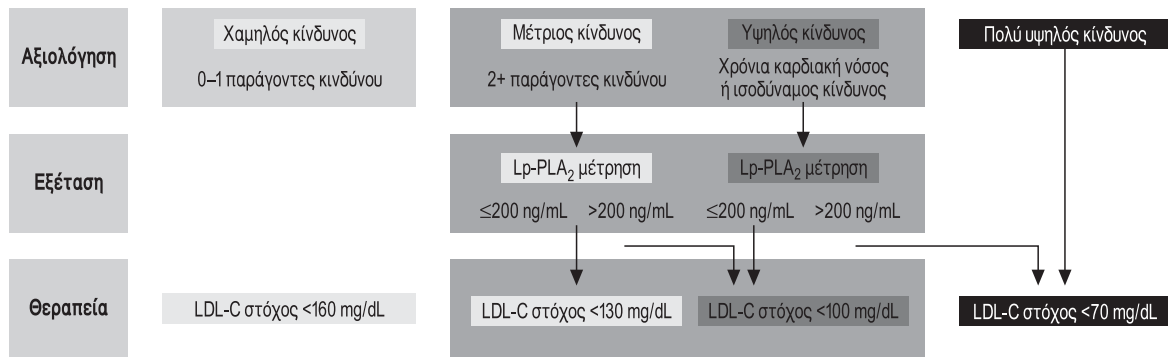 Αξιολόγηση
Χαμηλός κίνδυνος
0–1 παράγοντες κινδύνου
Μέτριος κίνδυνος
2+ παράγοντες κινδύνου
Υψηλός κίνδυνος
Χρόνια καρδιακή νόσος
ή ισοδύναμος κίνδυνος
Πολύ υψηλός κίνδυνος
Εξέταση
Lp-PLA₂ μέτρηση
≤200 ng/mL >200 ng/mL
Lp-PLA₂ μέτρηση
≤200 ng/mL >200 ng/mL
Θεραπεία
LDL-C στόχος <160 mg/dL
LDL-C στόχος <130 mg/dL
LDL-C στόχος <100 mg/dL
LDL-C στόχος <70 mg/dL